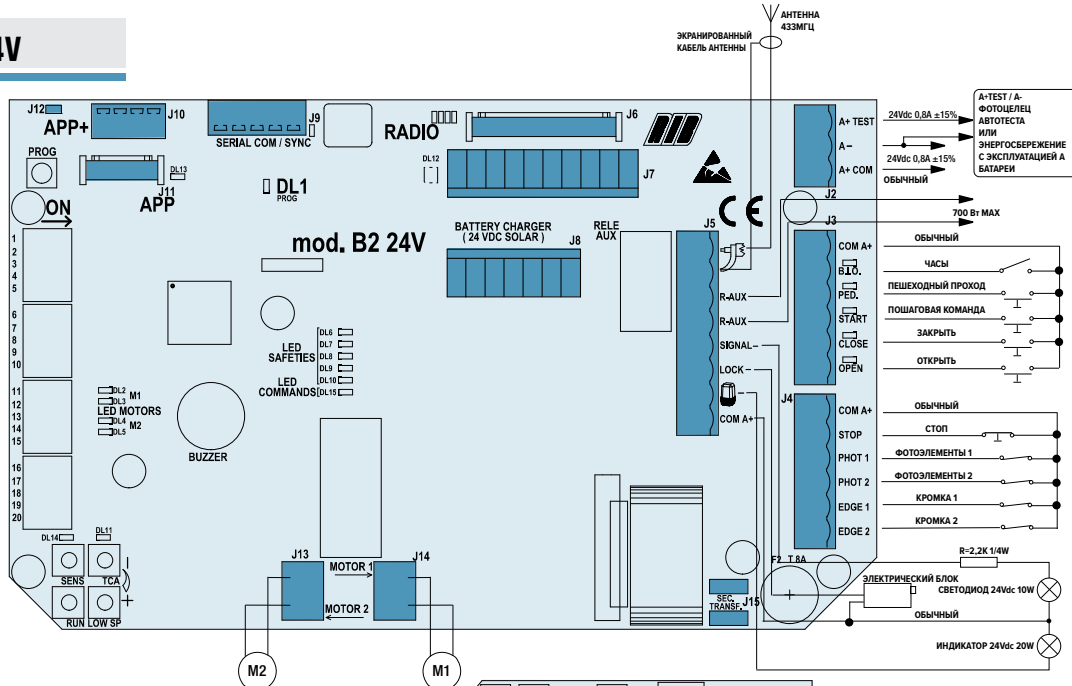 4V
АНТЕННА
433МГЦ
ЭКРАНИРОВАННЫЙ
КАБЕЛЬ АНТЕННЫ
J12
APP+
J10
SERIAL COM / SYNC
J9
RADIO
J6
A+ TEST
A–
A+ COM
J2
24Vdc 0,8A ±15%
24Vdc 0,8A ±15%
ОБЫЧНЫЙ
A+TEST / A-
ФОТОЦЕЛЕЦ
АВТОТЕСТА
ИЛИ
ЭНЕРГОСБЕРЕЖЕНИЕ
С ЭКСПЛУАТАЦИЕЙ А
БАТАРЕИ
PROG
DL13
J11
APP
DL1
PROG
DL12
J7
ON
mod. B2 24V
BATTERY CHARGER
( 24 VDC SOLAR )
J8
RELE
AUX
J5
CE
700 Вт MAX
J3
COM A+
ОБЫЧНЫЙ
B.I.O.
ЧАСЫ
PED.
ПЕШЕХОДНЫЙ ПРОХОД
START
ПОШАГОВАЯ КОМАНДА
CLOSE
ЗАКРЫТЬ
OPEN
ОТКРЫТЬ
R-AUX
R-AUX
SIGNAL
LOCK
COM A+
1
2
3
4
5
6
7
8
9
10
11
12
13
14
15
16
17
18
19
20
LED
SAFETIES
DL6
DL7
DL8
DL9
LED
COMMANDS
DL10
DL15
DL2
DL3
M1
LED MOTORS
DL4
DL5
M2
BUZZER
J4
COM A+
ОБЫЧНЫЙ
STOP
СТОП
PHOT 1
ФОТОЭЛЕМЕНТЫ 1
PHOT 2
ФОТОЭЛЕМЕНТЫ 2
EDGE 1
КРОМКА 1
EDGE 2
КРОМКА 2
DL14
DL11
SENS
TCA
–
+
RUN
LOW SP
J13
MOTOR 1
J14
MOTOR 2
M2
M1
F2 T 8A
SEC.
TRANSF.
J15
R=2,2K 1/4W
ЭЛЕКТРИЧЕСКИЙ БЛОК
СВЕТОДИОД 24Vdc 10W
ОБЫЧНЫЙ
ИНДИКАТОР 24Vdc 20W